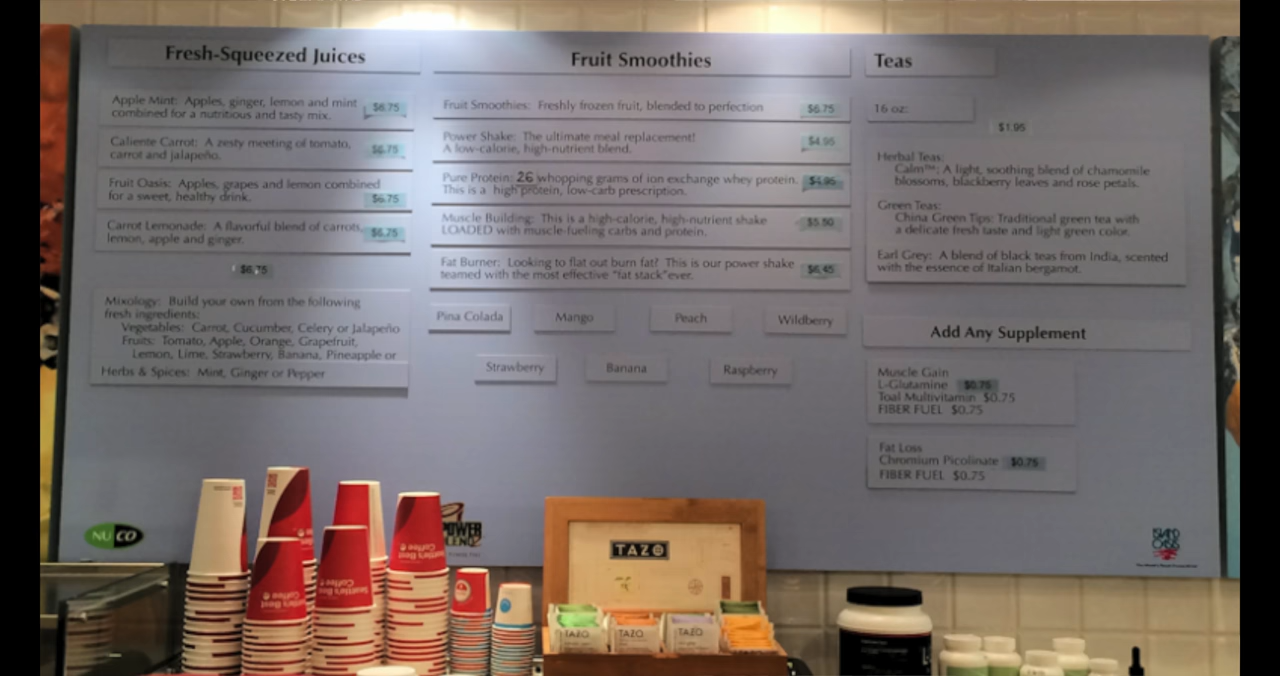 Fresh-Squeezed Juices
Apple Mint: Apples, ginger, lemon and mint $6.75
combined for a nutritious and tasty mix.
Caliente Carrot: A zesty meeting of tomato, $6.75
carrot and jalapeño.
Fruit Oasis: Apples, grapes and lemon combined
for a sweet, healthy drink. $6.75
Carrot Lemonade: A flavorful blend of carrots, $6.75
lemon, apple and ginger.
$6.75
Mixology: Build your own from the following
fresh ingredients:
Vegetables: Carrot, Cucumber, Celery or Jalapeño
Fruits: Tomato, Apple, Orange, Grapefruit,
Lemon, Lime, Strawberry, Banana, Pineapple or
Herbs & Spices: Mint, Ginger or Pepper
Fruit Smoothies
Fruit Smoothies: Freshly frozen fruit, blended to perfection $6.75
Power Shake: The ultimate meal replacement! $4.95
A low-calorie, high-nutrient blend.
Pure Protein: 26 whopping grams of ion exchange whey protein. $4.95
This is a high protein, low-carb prescription.
Muscle Building: This is a high-calorie, high-nutrient shake $5.50
LOADED with muscle-fueling carbs and protein.
Fat Burner: Looking to flat out burn fat? This is our power shake $6.45
teamed with the most effective "fat stack"ever.
Pina Colada Mango Peach Wildberry
Strawberry Banana Raspberry
Teas
16 oz:
$1.95
Herbal Teas:
Calm™: A light, soothing blend of chamomile
blossoms, blackberry leaves and rose petals.
Green Teas:
China Green Tips: Traditional green tea with
a delicate fresh taste and light green color.
Earl Grey: A blend of black teas from India, scented
with the essence of Italian bergamot.
Add Any Supplement
Muscle Gain
L-Glutamine $0.75
Toal Multivitamin $0.75
FIBER FUEL $0.75
Fat Loss
Chromium Picolinate $0.75
FIBER FUEL $0.75
NUCO
POWER
ISLAND
OASIS
Seattle's Best
Coffee
Seattle's Best
Coffee
Seattle's Best
Coffee
TAZO
TAZO TAZO TAZO